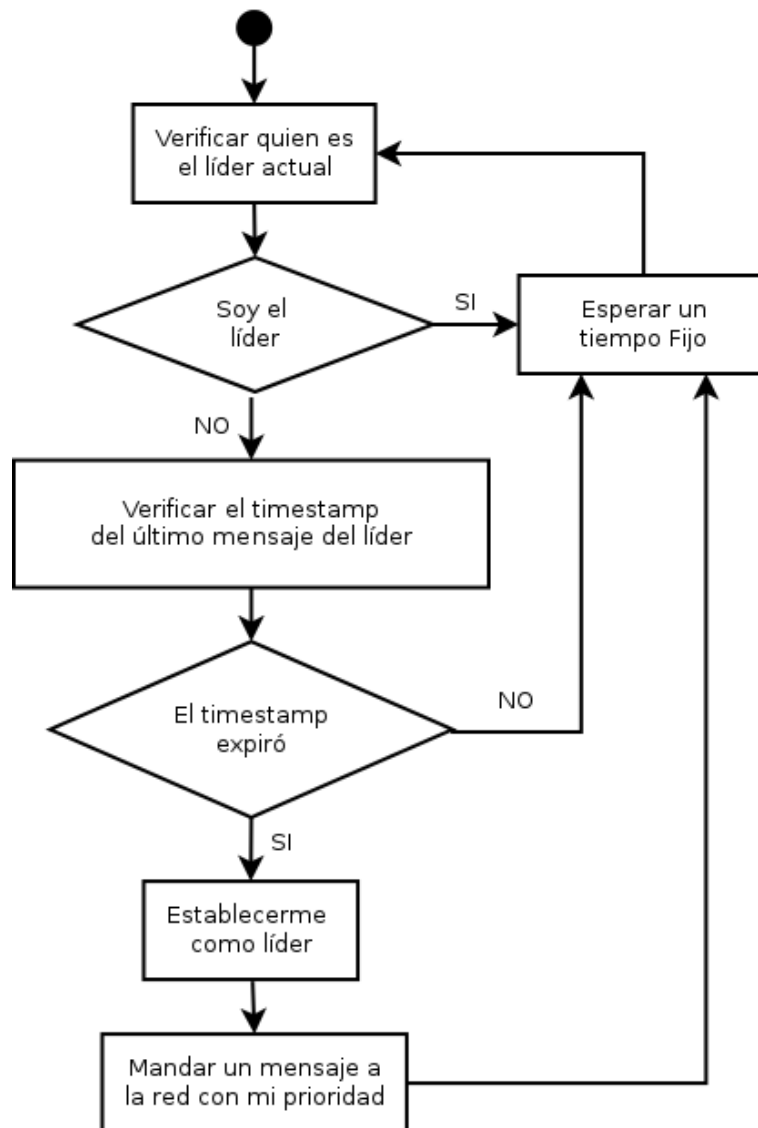 Verificar quien es
el líder actual
Soy el
líder
SI
Esperar un
tiempo Fijo
NO
Verificar el timestamp
del último mensaje del líder
El timestamp
expiró
NO
SI
Establecerme
como líder
Mandar un mensaje a
la red con mi prioridad